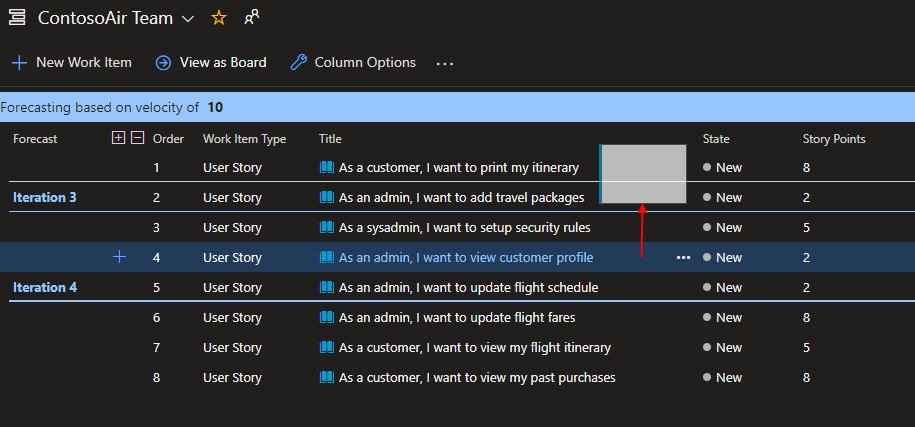 ContosoAir Team
New Work Item View as Board Column Options ...
Forecasting based on velocity of 10
Forecast Order Work Item Type Title State Story Points
1 User Story As a customer, I want to print my itinerary New 8
Iteration 3 2 User Story As an admin, I want to add travel packages New 2
3 User Story As a sysadmin, I want to setup security rules New 5
4 User Story As an admin, I want to view customer profile ... New 2
Iteration 4 5 User Story As an admin, I want to update flight schedule New 2
6 User Story As an admin, I want to update flight fares New 8
7 User Story As a customer, I want to view my flight itinerary New 5
8 User Story As a customer, I want to view my past purchases New 8